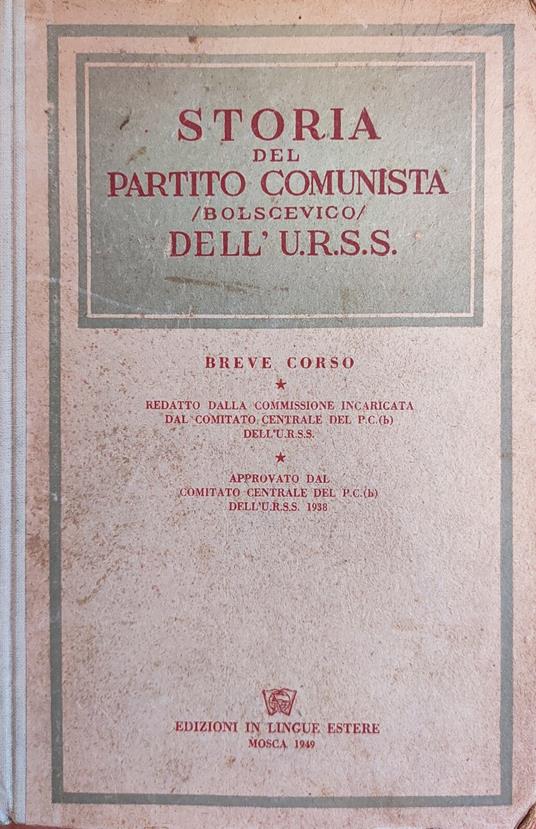 STORIA
DEL
PARTITO COMUNISTA
/BOLSCEVICO/
DELL' U.R.S.S.
BREVE CORSO
REDATTO DALLA COMMISSIONE INCARICATA
DAL COMITATO CENTRALE DEL P.C.(b)
DELL'U.R.S.S.
APPROVATO DAL
COMITATO CENTRALE DEL P.C.(b)
DELL'U.R.S.S. 1938
EDIZIONI IN LINGUE ESTERE
MOSCA 1949